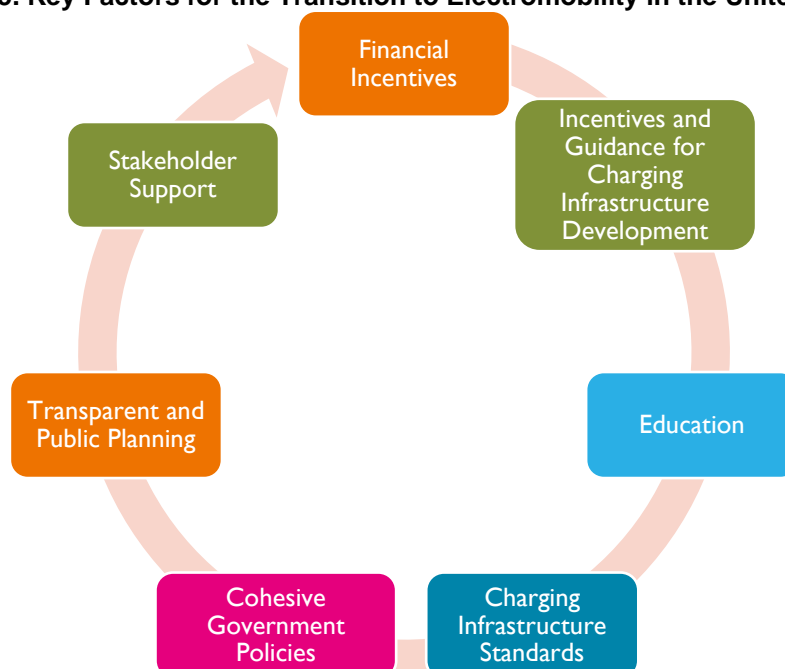 Key Factors for the Transition to Electromobility in the
Financial
Incentives
Incentives and
Guidance for
Charging
Infrastructure
Development
Education
Charging
Infrastructure
Standards
Cohesive
Government
Policies
Transparent and
Public Planning
Stakeholder
Support